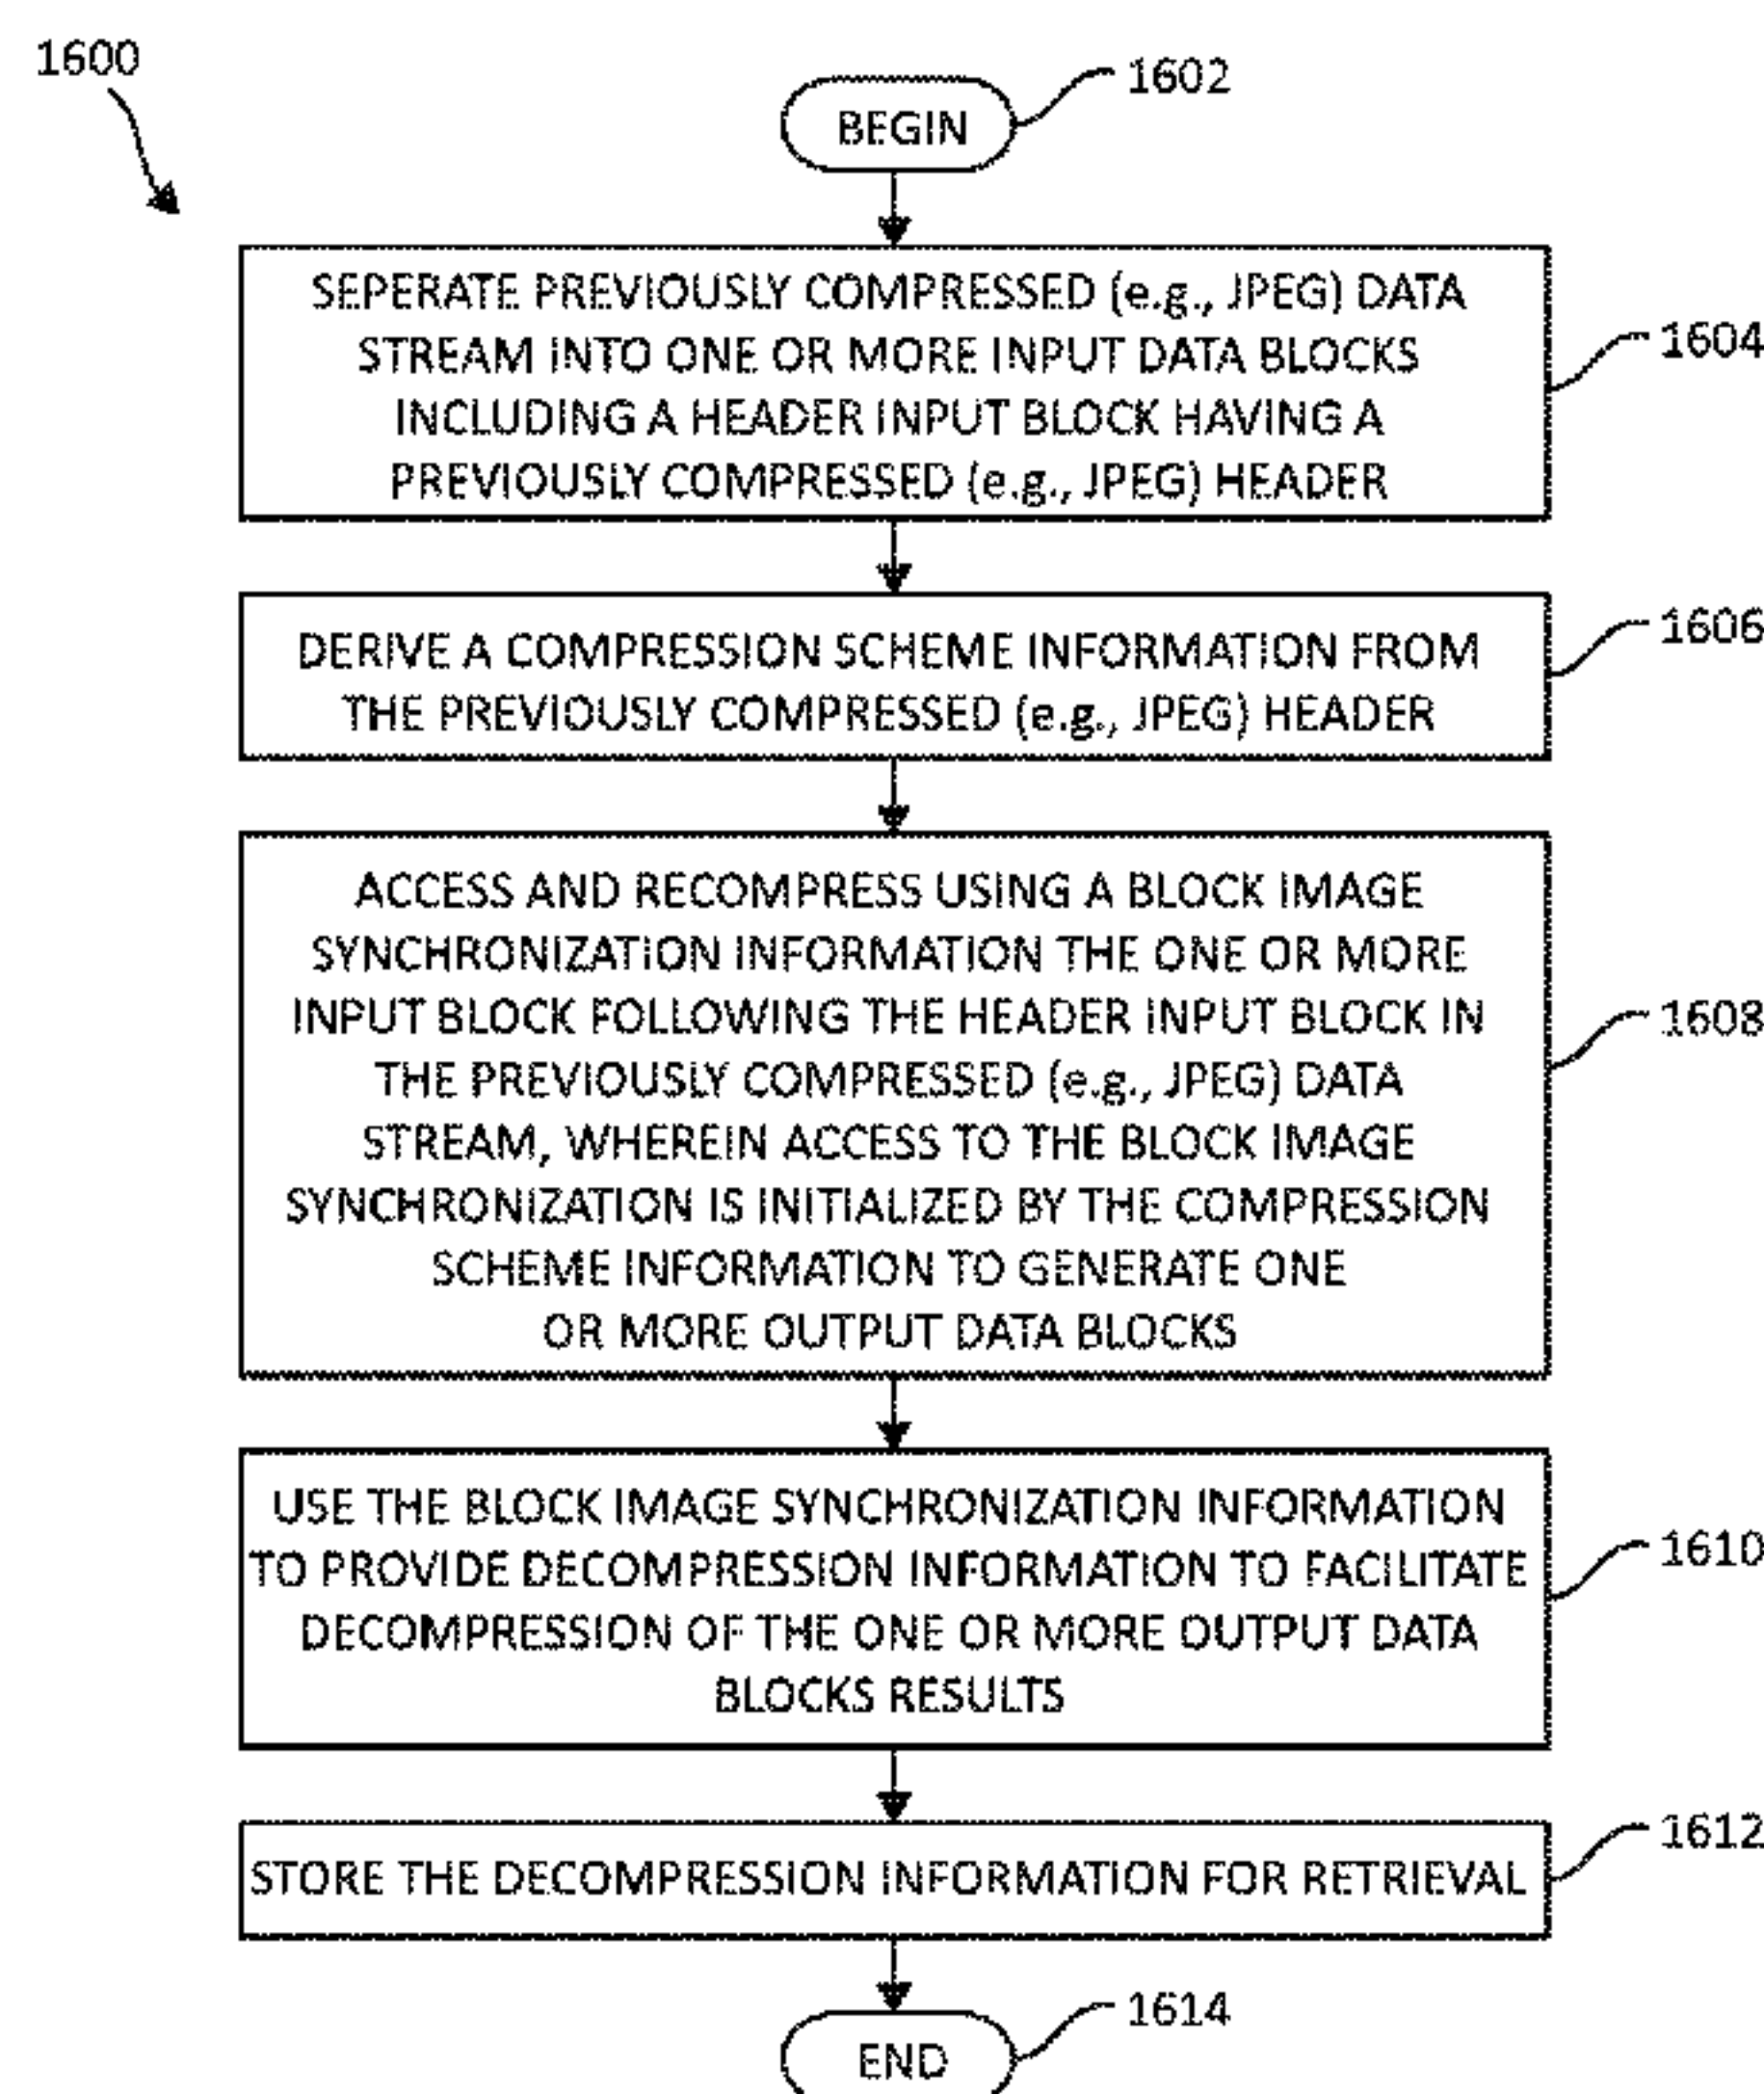 1600
1602
BEGIN
SEPERATE PREVIOUSLY COMPRESSED (e.g., JPEG) DATA
STREAM INTO ONE OR MORE INPUT DATA BLOCKS
INCLUDING A HEADER INPUT BLOCK HAVING A
PREVIOUSLY COMPRESSED (e.g., JPEG) HEADER
1604
DERIVE A COMPRESSION SCHEME INFORMATION FROM
THE PREVIOUSLY COMPRESSED (e.g., JPEG) HEADER
1606
ACCESS AND RECOMPRESS USING A BLOCK IMAGE
SYNCHRONIZATION INFORMATION THE ONE OR MORE
INPUT BLOCK FOLLOWING THE HEADER INPUT BLOCK IN
THE PREVIOUSLY COMPRESSED (e.g., JPEG) DATA
STREAM, WHEREIN ACCESS TO THE BLOCK IMAGE
SYNCHRONIZATION IS INITIALIZED BY THE COMPRESSION
SCHEME INFORMATION TO GENERATE ONE
OR MORE OUTPUT DATA BLOCKS
1608
USE THE BLOCK IMAGE SYNCHRONIZATION INFORMATION
TO PROVIDE DECOMPRESSION INFORMATION TO FACILITATE
DECOMPRESSION OF THE ONE OR MORE OUTPUT DATA
BLOCKS RESULTS
1610
STORE THE DECOMPRESSION INFORMATION FOR RETRIEVAL
1612
1614
END